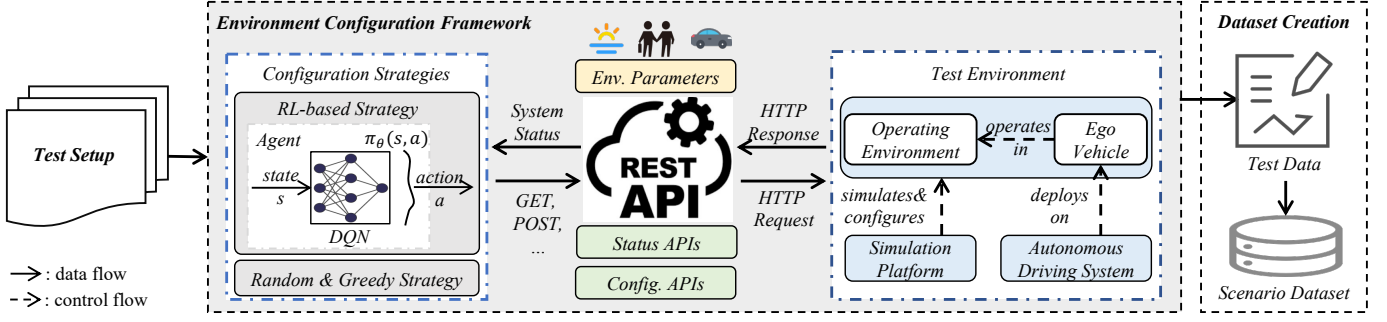 Environment Configuration Framework
Dataset Creation
Test Setup
Configuration Strategies
RL-based Strategy
Agent
π_θ(s,a)
state
s
action
a
DQN
Random & Greedy Strategy
System
Status
GET,
POST,
...
Env. Parameters
REST
API
Status APIs
Config. APIs
HTTP
Response
HTTP
Request
Test Environment
Operating
Environment
operates
in
Ego
Vehicle
simulates&
configures
deploys
on
Simulation
Platform
Autonomous
Driving System
Test Data
Scenario Dataset
: data flow
: control flow